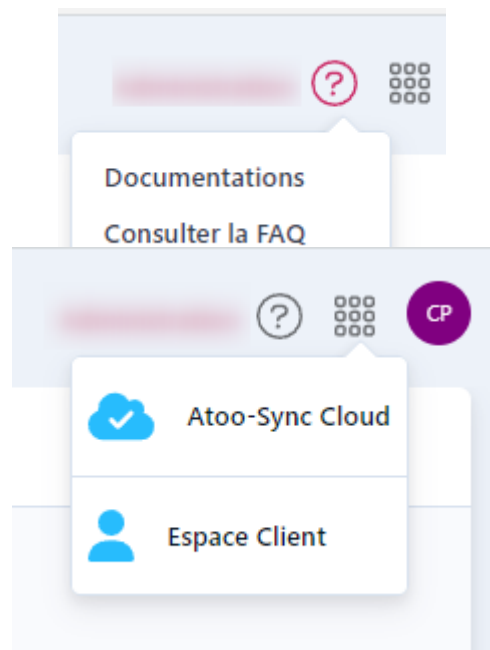 ?
Documentations
Consulter la FAQ
?
CP
Atoo-Sync Cloud
Espace Client